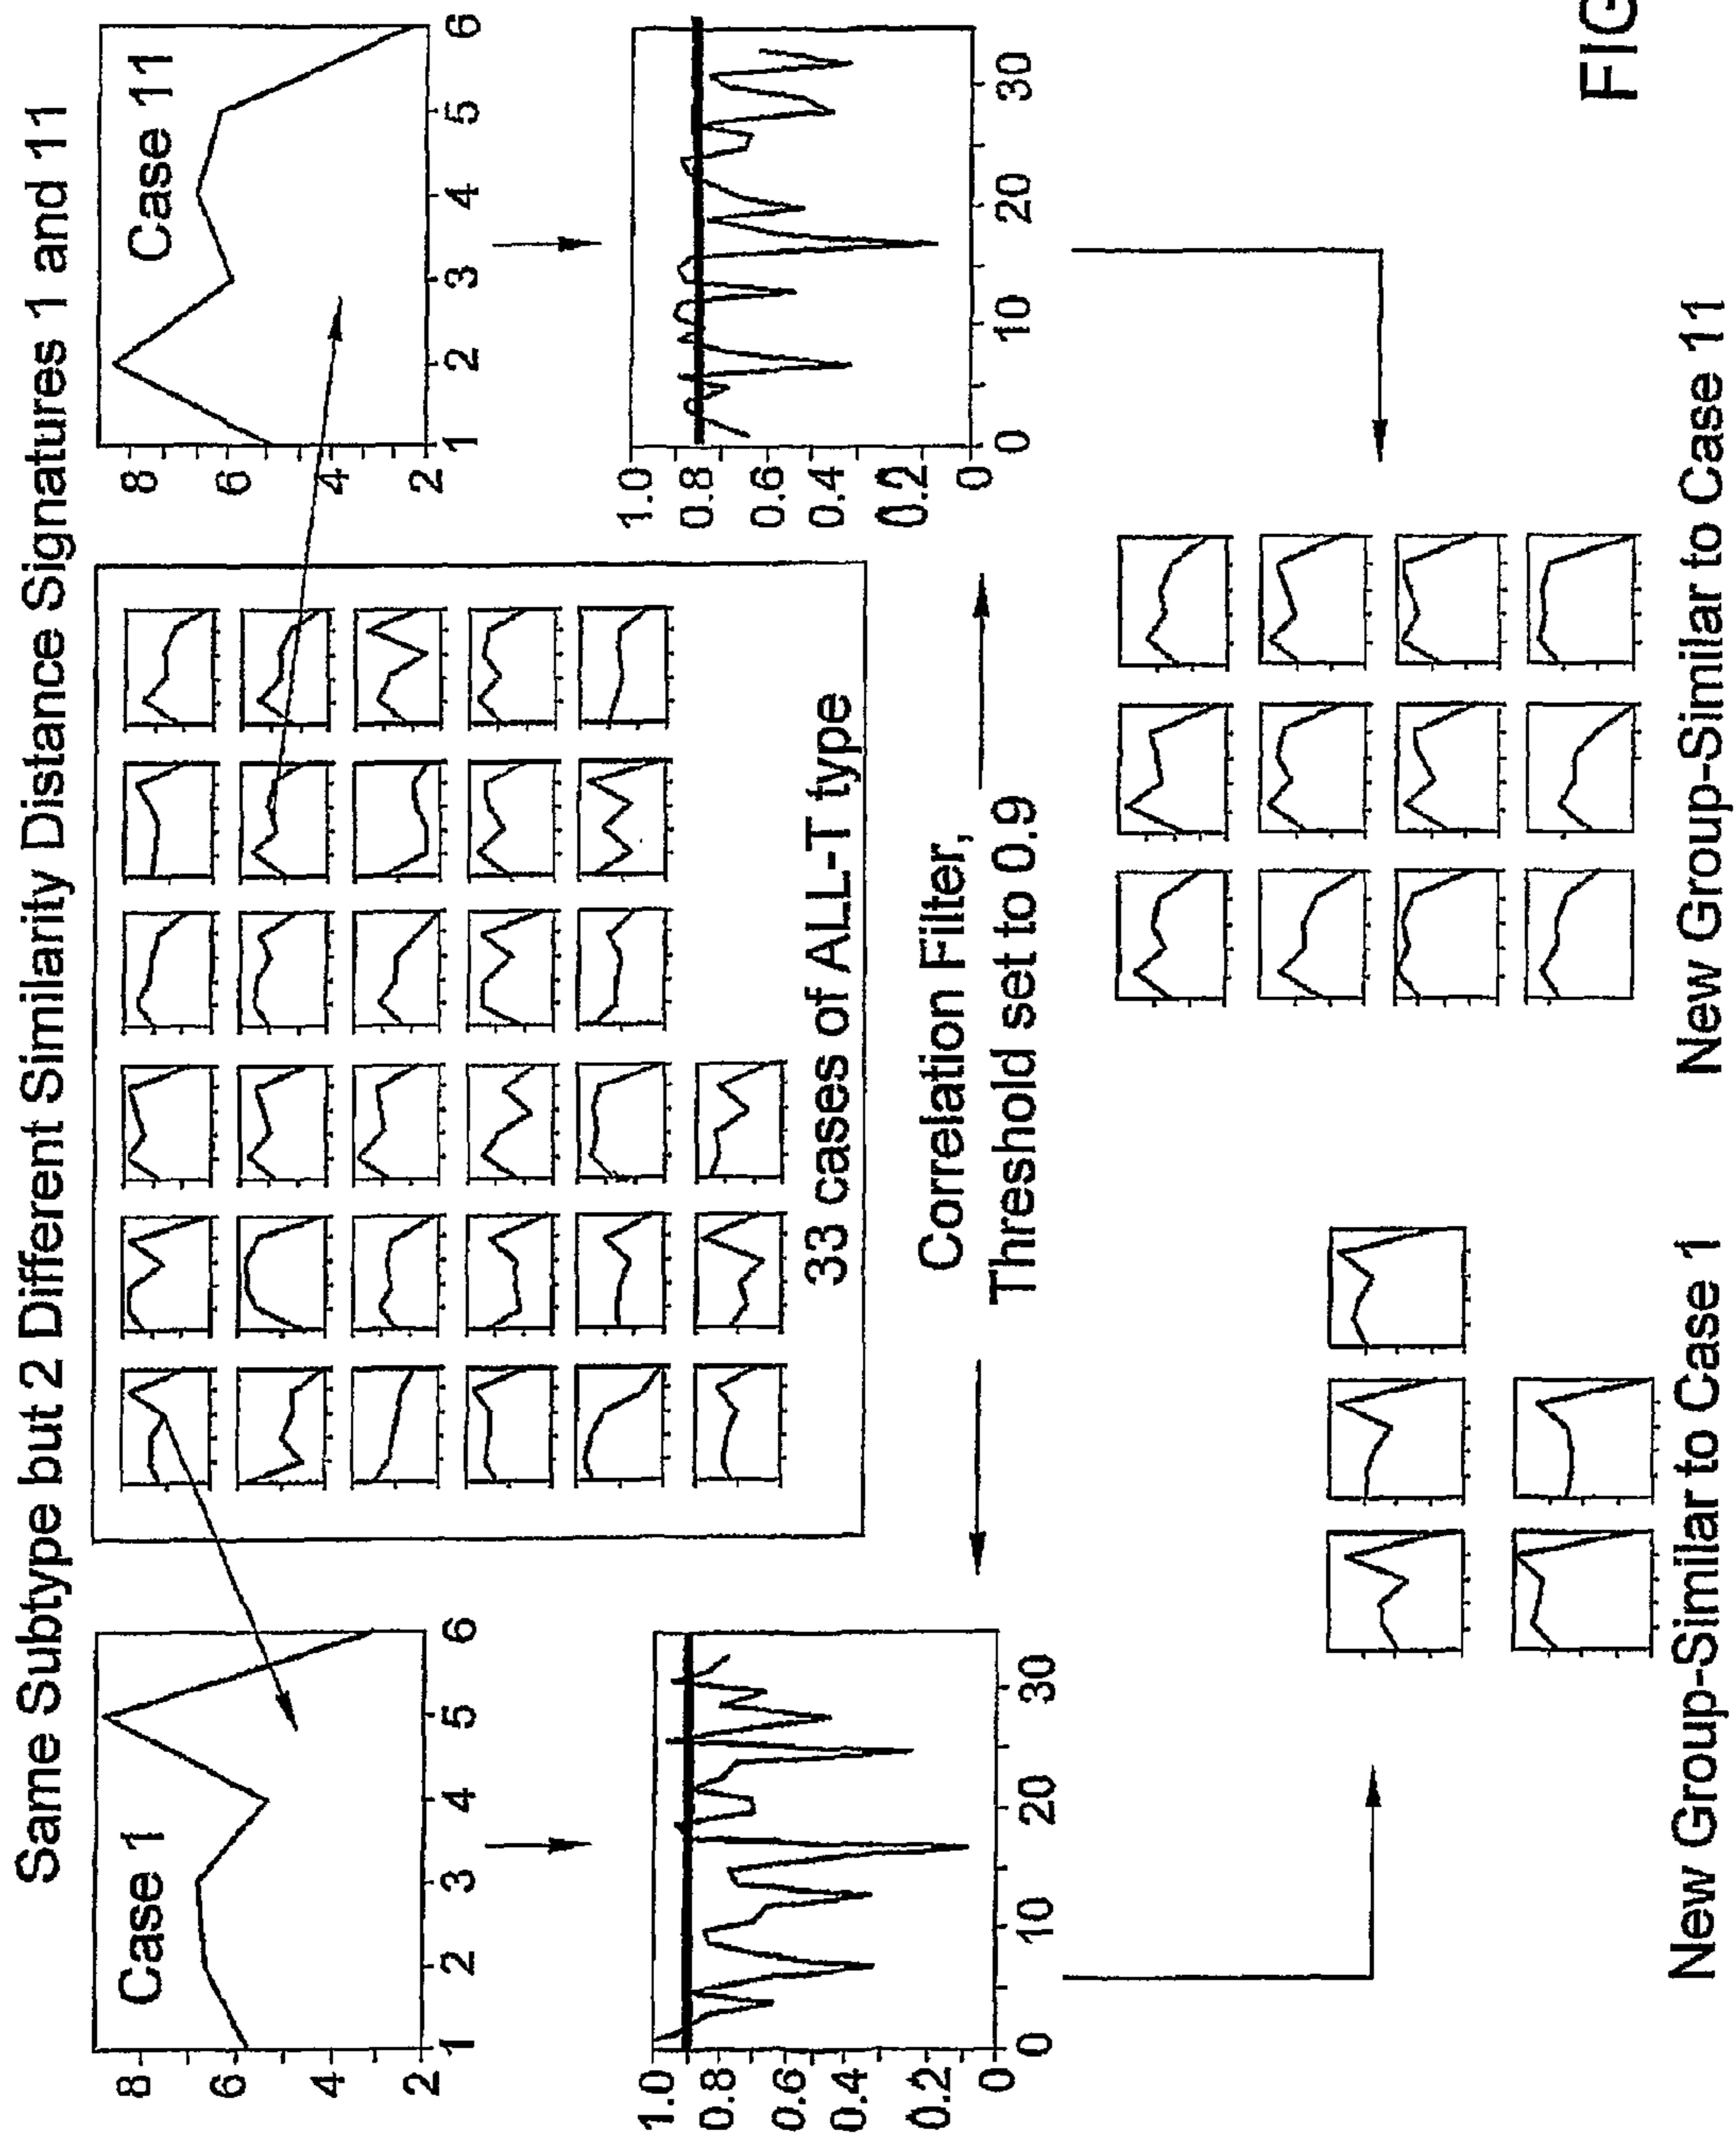 Same Subtype but 2 Different Similarity Distance Signatures 1 and 11
Case 1
8
6
4
2
1 2 3 4 5 6
Case 11
8
6
4
2
1 2 3 4 5 6
33 cases of ALL-T type
1.0
0.8
0.6
0.4
0.2
0
0 10 20 30
Correlation Filter,
Threshold set to 0.9
1.0
0.8
0.6
0.4
0.2
0
0 10 20 30
New Group-Similar to Case 1
New Group-Similar to Case 11
FIG